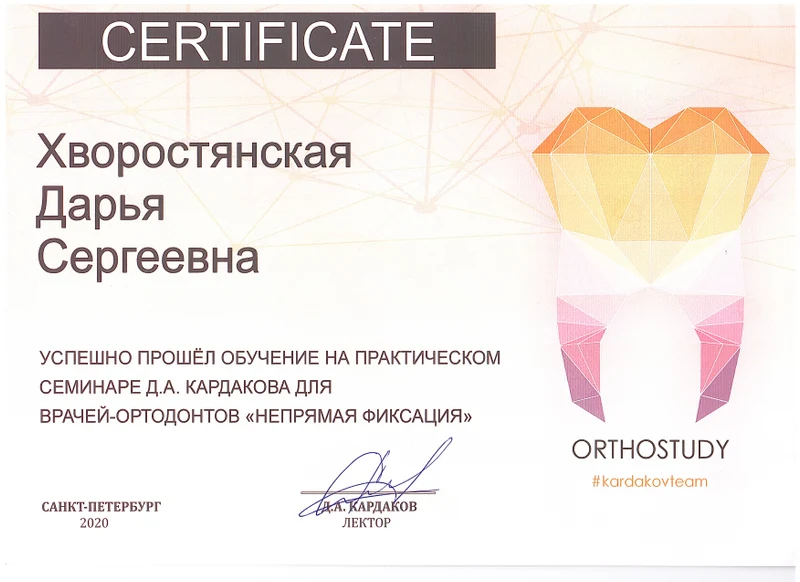 CERTIFICATE
Хворостянская
Дарья
Сергеевна
УСПЕШНО ПРОШЁЛ ОБУЧЕНИЕ НА ПРАКТИЧЕСКОМ
СЕМИНАРЕ Д.А. КАРДАКОВА ДЛЯ
ВРАЧЕЙ-ОРТОДОНТОВ «НЕПРЯМАЯ ФИКСАЦИЯ»
ORTHOSTUDY
#kardakovteam
САНКТ-ПЕТЕРБУРГ
2020
Д.А. КАРДАКОВ
ЛЕКТОР